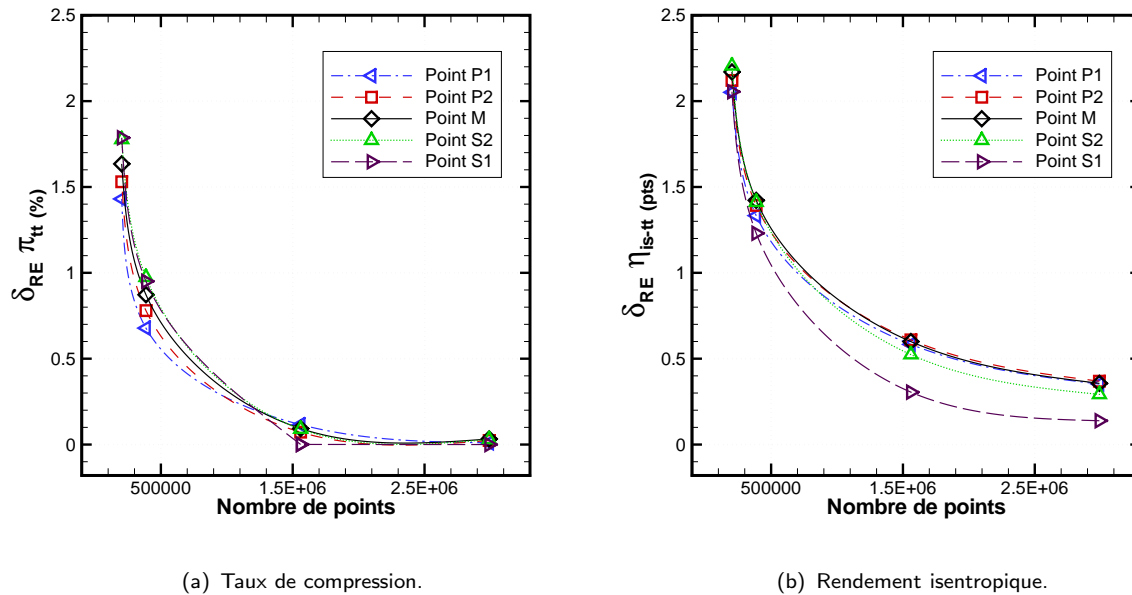 2.5
2
1.5
1
0.5
0
δRE πtt (%)
Point P1
Point P2
Point M
Point S2
Point S1
500000
1.5E+06
2.5E+06
Nombre de points
(a) Taux de compression.
2.5
2
1.5
1
0.5
0
δRE ηis-tt (pts)
Point P1
Point P2
Point M
Point S2
Point S1
500000
1.5E+06
2.5E+06
Nombre de points
(b) Rendement isentropique.